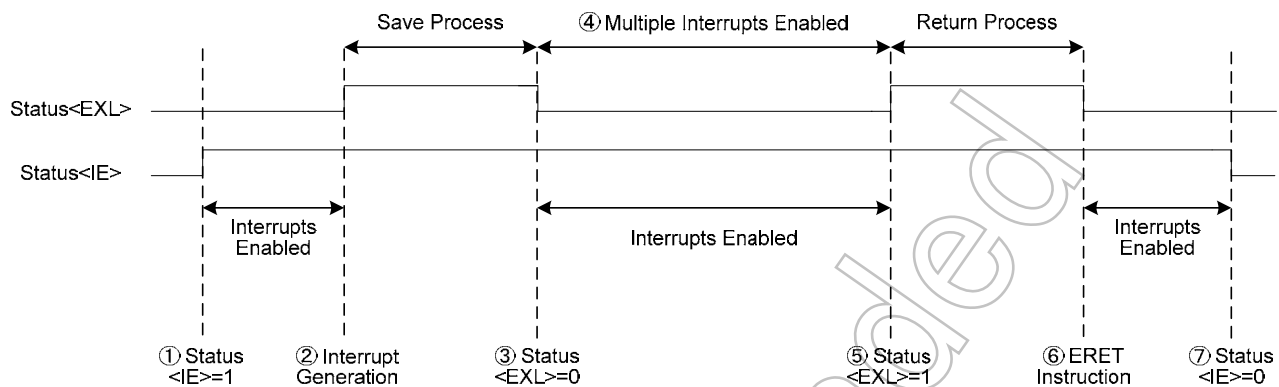 Save Process
④ Multiple Interrupts Enabled
Return Process
Status<EXL>
Status<IE>
Interrupts
Enabled
Interrupts Enabled
Interrupts
Enabled
① Status
<IE>=1
② Interrupt
Generation
③ Status
<EXL>=0
⑤ Status
<EXL>=1
⑥ ERET
Instruction
⑦ Status
<IE>=0
ded